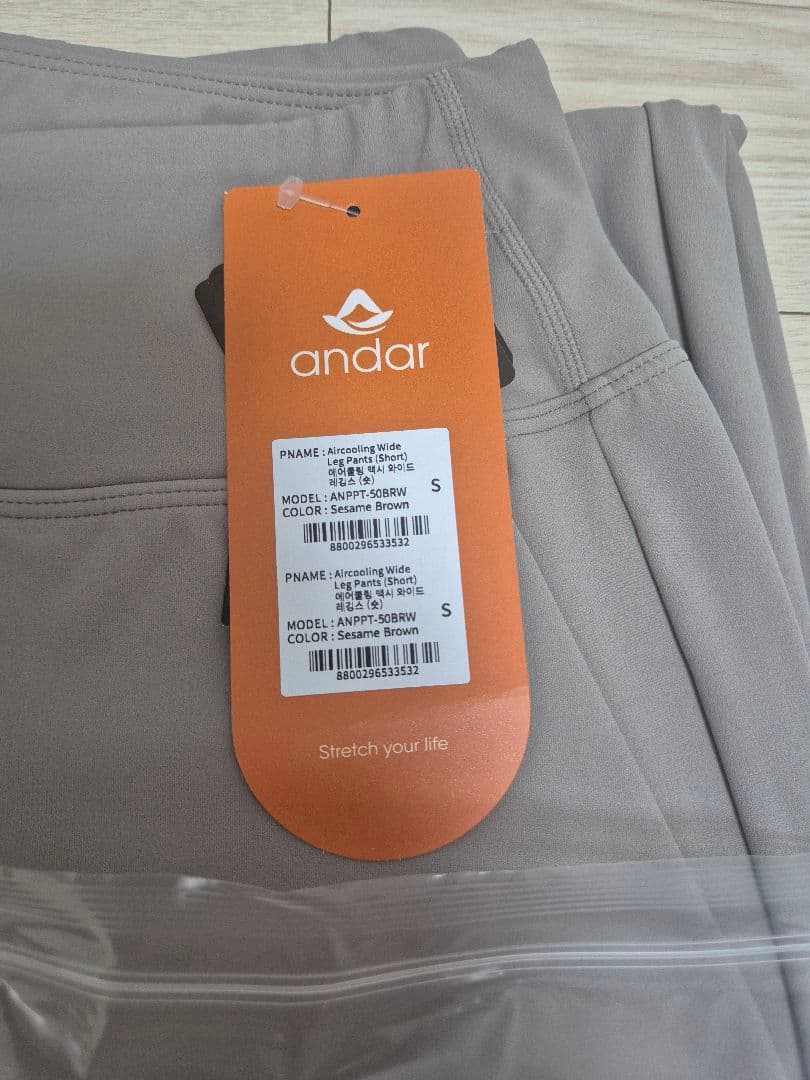 andar
PNAME : Aircooling Wide
Leg Pants (Short)
에어쿨링 맥시 와이드
레깅스 (숏)
S
MODEL : ANPPT-50BRW
COLOR : Sesame Brown
8800296533532
PNAME : Aircooling Wide
Leg Pants (Short)
에어쿨링 맥시 와이드
레깅스 (숏)
S
MODEL : ANPPT-50BRW
COLOR : Sesame Brown
8800296533532
Stretch your life